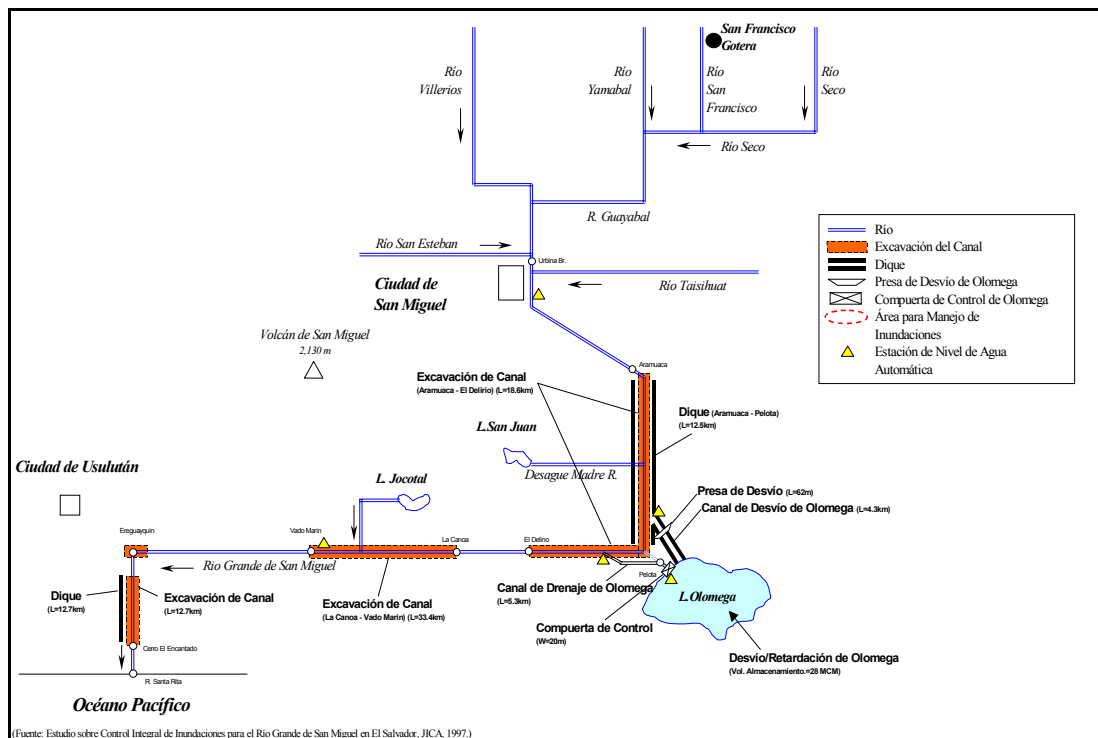 San Francisco
Gotera
Río
Villerios
Río
Yamabal
Río
San
Francisco
Río
Seco
Río Seco
R. Guayabal
Río San Esteban
Urbina Br.
Río Taisihuat
Ciudad de
San Miguel
Volcán de San Miguel
2,130 m
Río
Excavación del Canal
Dique
Presa de Desvío de Olomega
Compuerta de Control de Olomega
Área para Manejo de
Inundaciones
Estación de Nivel de Agua
Automática
Aramuaca
Excavación de Canal
(Aramuaca - El Delirio) (L=18.6km)
Dique (Aramuaca - Pelota)
(L=12.5km)
L.San Juan
Desague Madre R.
Ciudad de Usulután
L. Jocotal
Presa de Desvío (L=62m)
Canal de Desvío de Olomega (L=4.3km)
Ereguayquin
Vado Marin
La Canoa
El Delino
Rio Grande de San Miguel
Pelota
Canal de Drenaje de Olomega
(L=5.3km)
L.Olomega
Dique
(L=12.7km)
Excavación de Canal
(L=12.7km)
Excavación de Canal
(La Canoa - Vado Marin) (L=33.4km)
Compuerta de Control
(W=20m)
Cerro El Encantado
Desvío/Retardación de Olomega
(Vol. Almacenamiento.=28 MCM)
R. Santa Rita
Océano Pacífico
(Fuente: Estudio sobre Control Integral de Inundaciones para el Río Grande de San Miguel en El Salvador, JICA, 1997.)